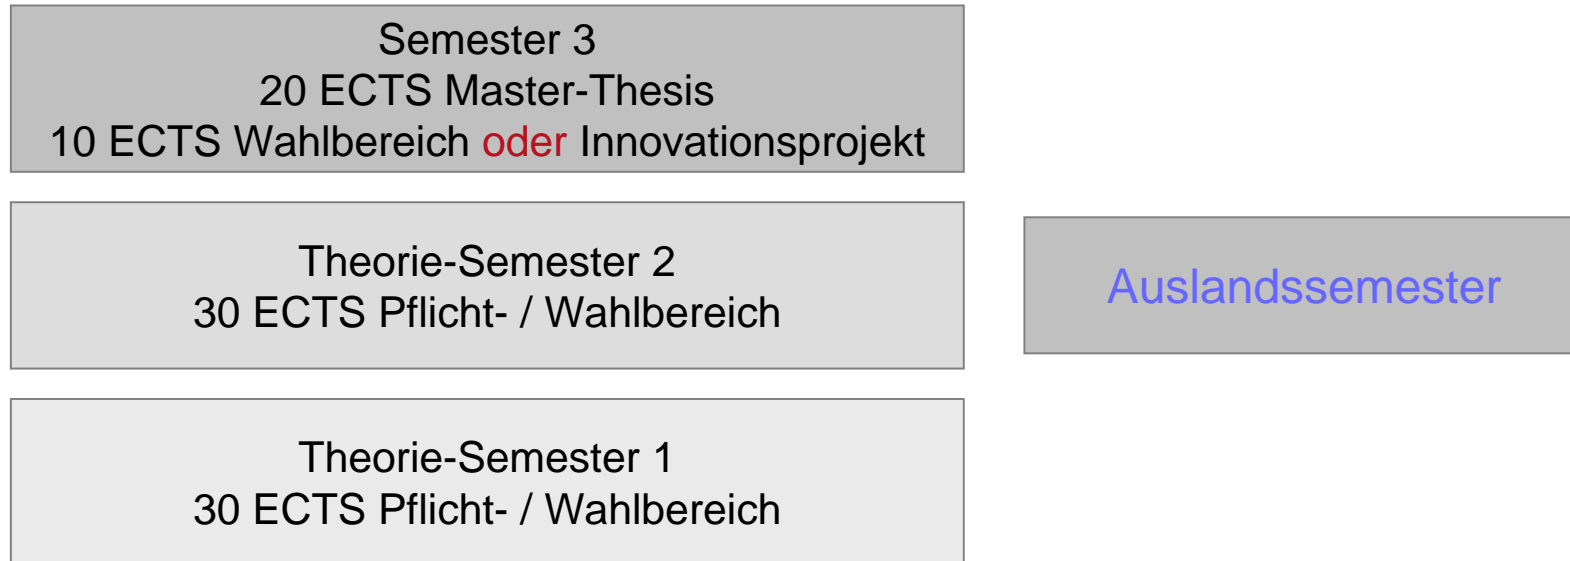 Semester 3
20 ECTS Master-Thesis
10 ECTS Wahlbereich oder Innovationsprojekt
Theorie-Semester 2
30 ECTS Pflicht- / Wahlbereich
Auslandssemester
Theorie-Semester 1
30 ECTS Pflicht- / Wahlbereich